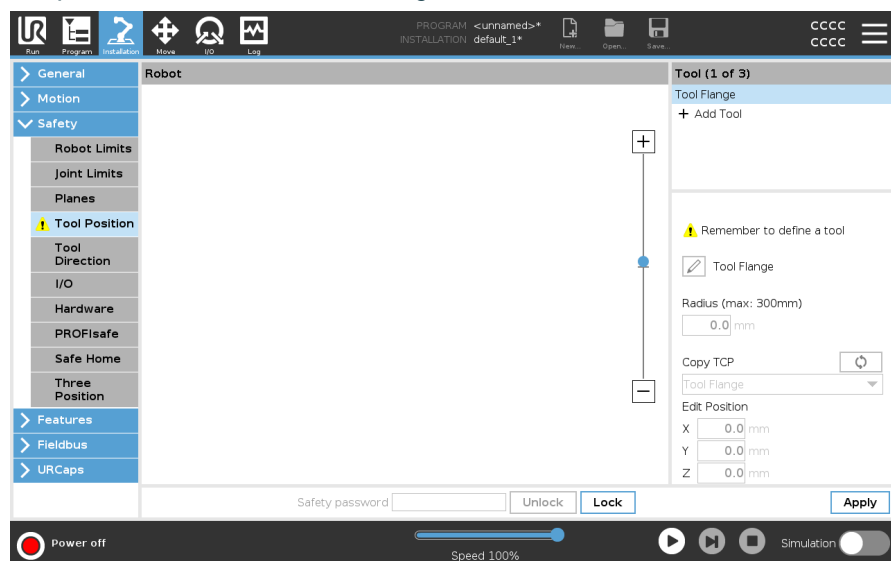 PROGRAM <unnamed>*
INSTALLATION default_1*
CCCC
CCCC
Run Program Installation Move I/O Log New... Open... Save...
General
Motion
Safety
Robot Limits
Joint Limits
Planes
Tool Position
Tool
Direction
I/O
Hardware
PROFIsafe
Safe Home
Three
Position
Features
Fieldbus
URCaps
Robot
Tool (1 of 3)
Tool Flange
+ Add Tool
Remember to define a tool
Tool Flange
Radius (max: 300mm)
0.0 mm
Copy TCP
Tool Flange
Edit Position
X 0.0 mm
Y 0.0 mm
Z 0.0 mm
Safety password Unlock Lock Apply
Power off
Speed 100%
Simulation